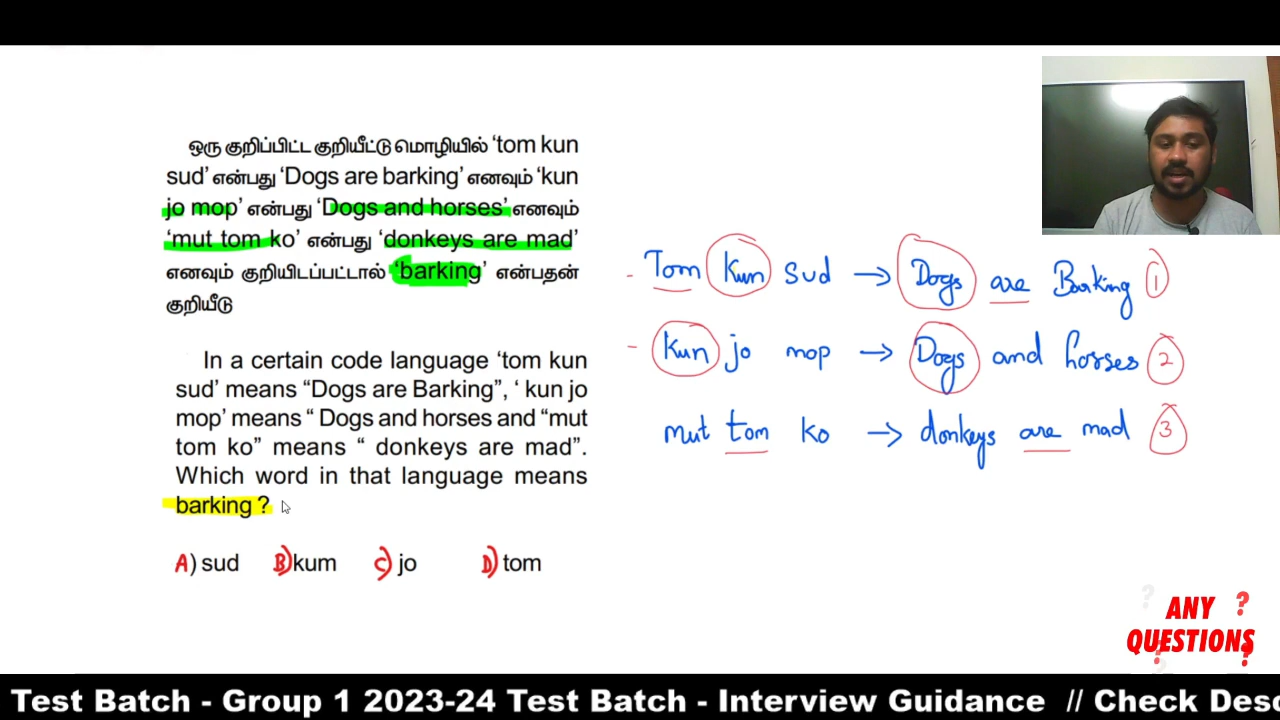 ஒரு குறிப்பிட்ட குறியீட்டு மொழியில் ‘tom kun
sud’ என்பது ‘Dogs are barking’ எனவும் ‘kun
jo mop’ என்பது ‘Dogs and horses’ எனவும்
‘mut tom ko’ என்பது ‘donkeys are mad’
எனவும் குறியிடப்பட்டால் ‘barking’ என்பதன்
குறியீடு
In a certain code language ‘tom kun
sud’ means “Dogs are Barking”, ‘ kun jo
mop’ means “ Dogs and horses and “mut
tom ko” means “ donkeys are mad”.
Which word in that language means
barking ?
A) sud B) kum C) jo D) tom
- Tom Kun Sud → Dogs are Barking 1
- Kun jo mop → Dogs and horses 2
mut tom ko → donkeys are mad 3
ANY ?
QUESTIONS
Test Batch - Group 1 2023-24 Test Batch - Interview Guidance // Check Desc